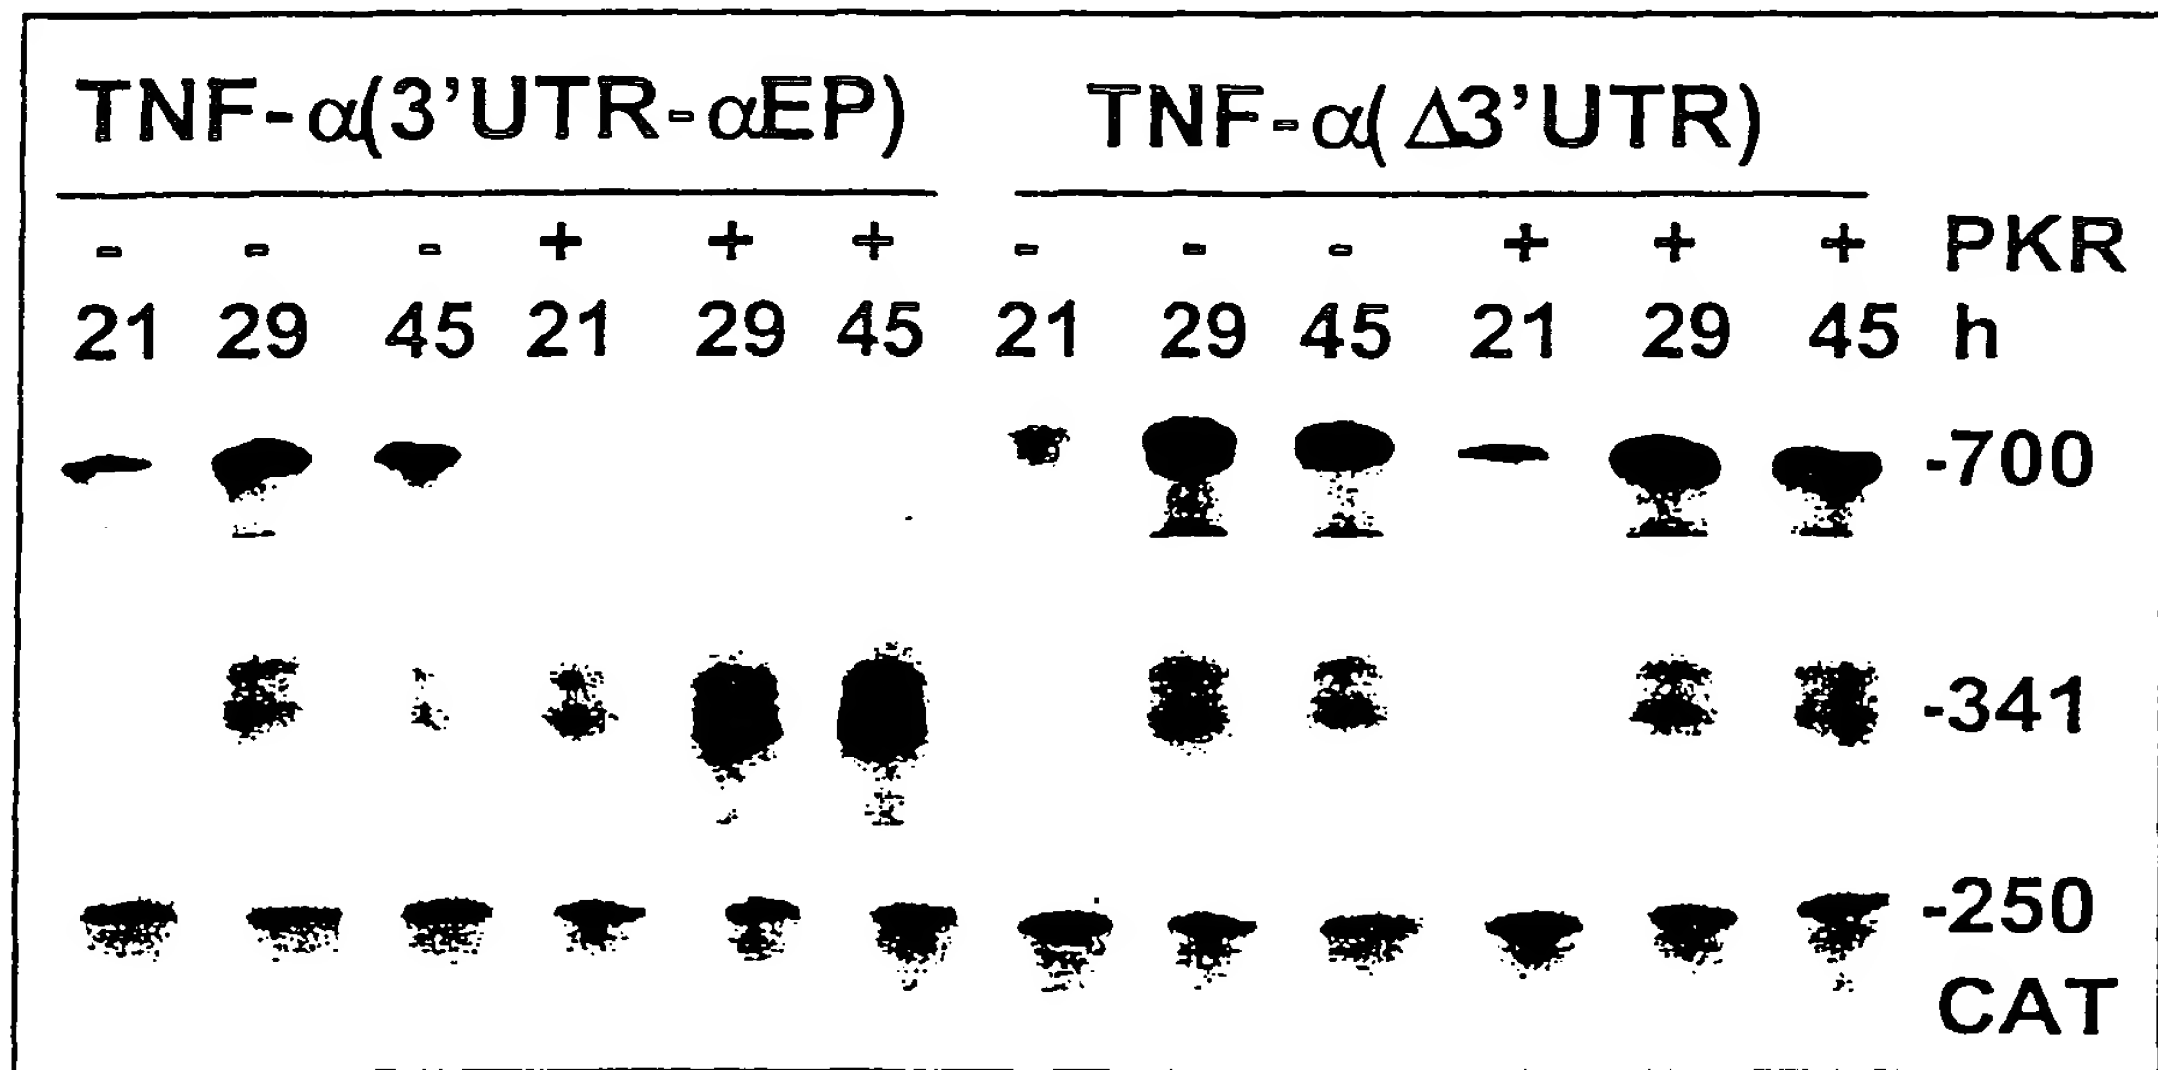 TNF-α(3'UTR-αEP) TNF-α(Δ3'UTR)
- - - + + + - - - + + + PKR
21 29 45 21 29 45 21 29 45 21 29 45 h
-700
-341
-250
CAT